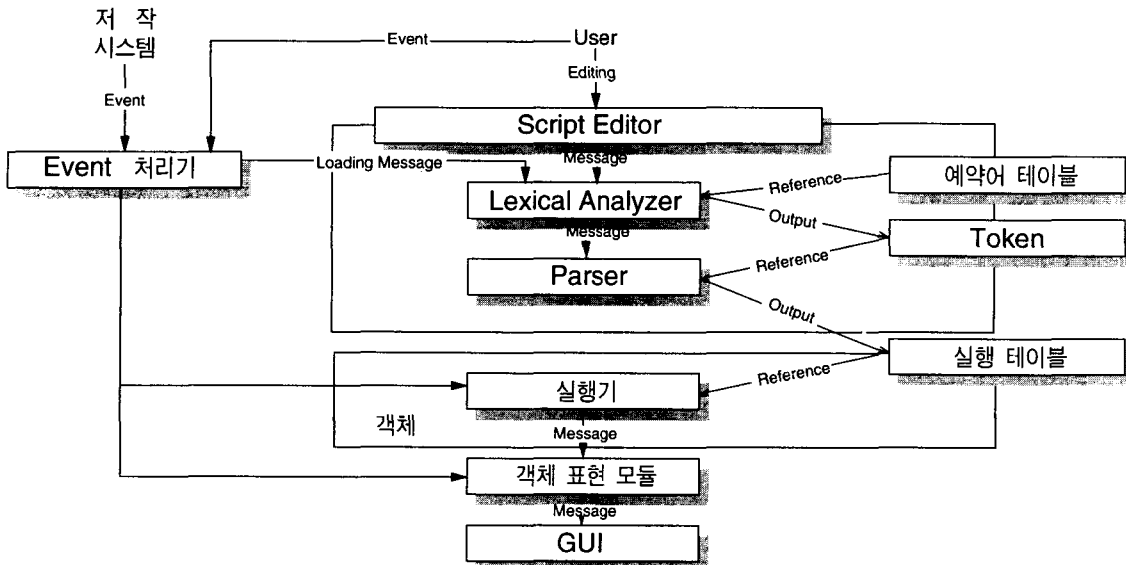 저 작
시스템
Event
User
Event
Editing
Script Editor
Event 처리기
Loading Message
Message
Reference
예약어 테이블
Lexical Analyzer
Output
Token
Message
Parser
Reference
Output
실행 테이블
Reference
실행기
객체
Message
객체 표현 모듈
Message
GUI